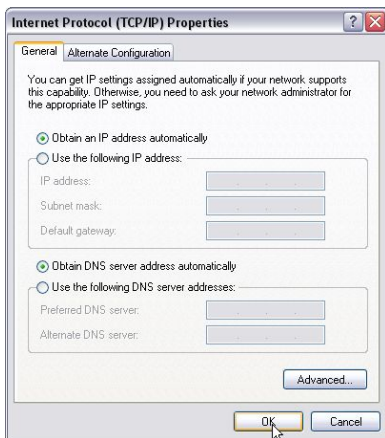 Internet Protocol (TCP/IP) Properties
General
Alternate Configuration
You can get IP settings assigned automatically if your network supports
this capability. Otherwise, you need to ask your network administrator for
the appropriate IP settings.
Obtain an IP address automatically
Use the following IP address:
IP address:
Subnet mask:
Default gateway:
Obtain DNS server address automatically
Use the following DNS server addresses:
Preferred DNS server:
Alternate DNS server:
Advanced...
OK
Cancel